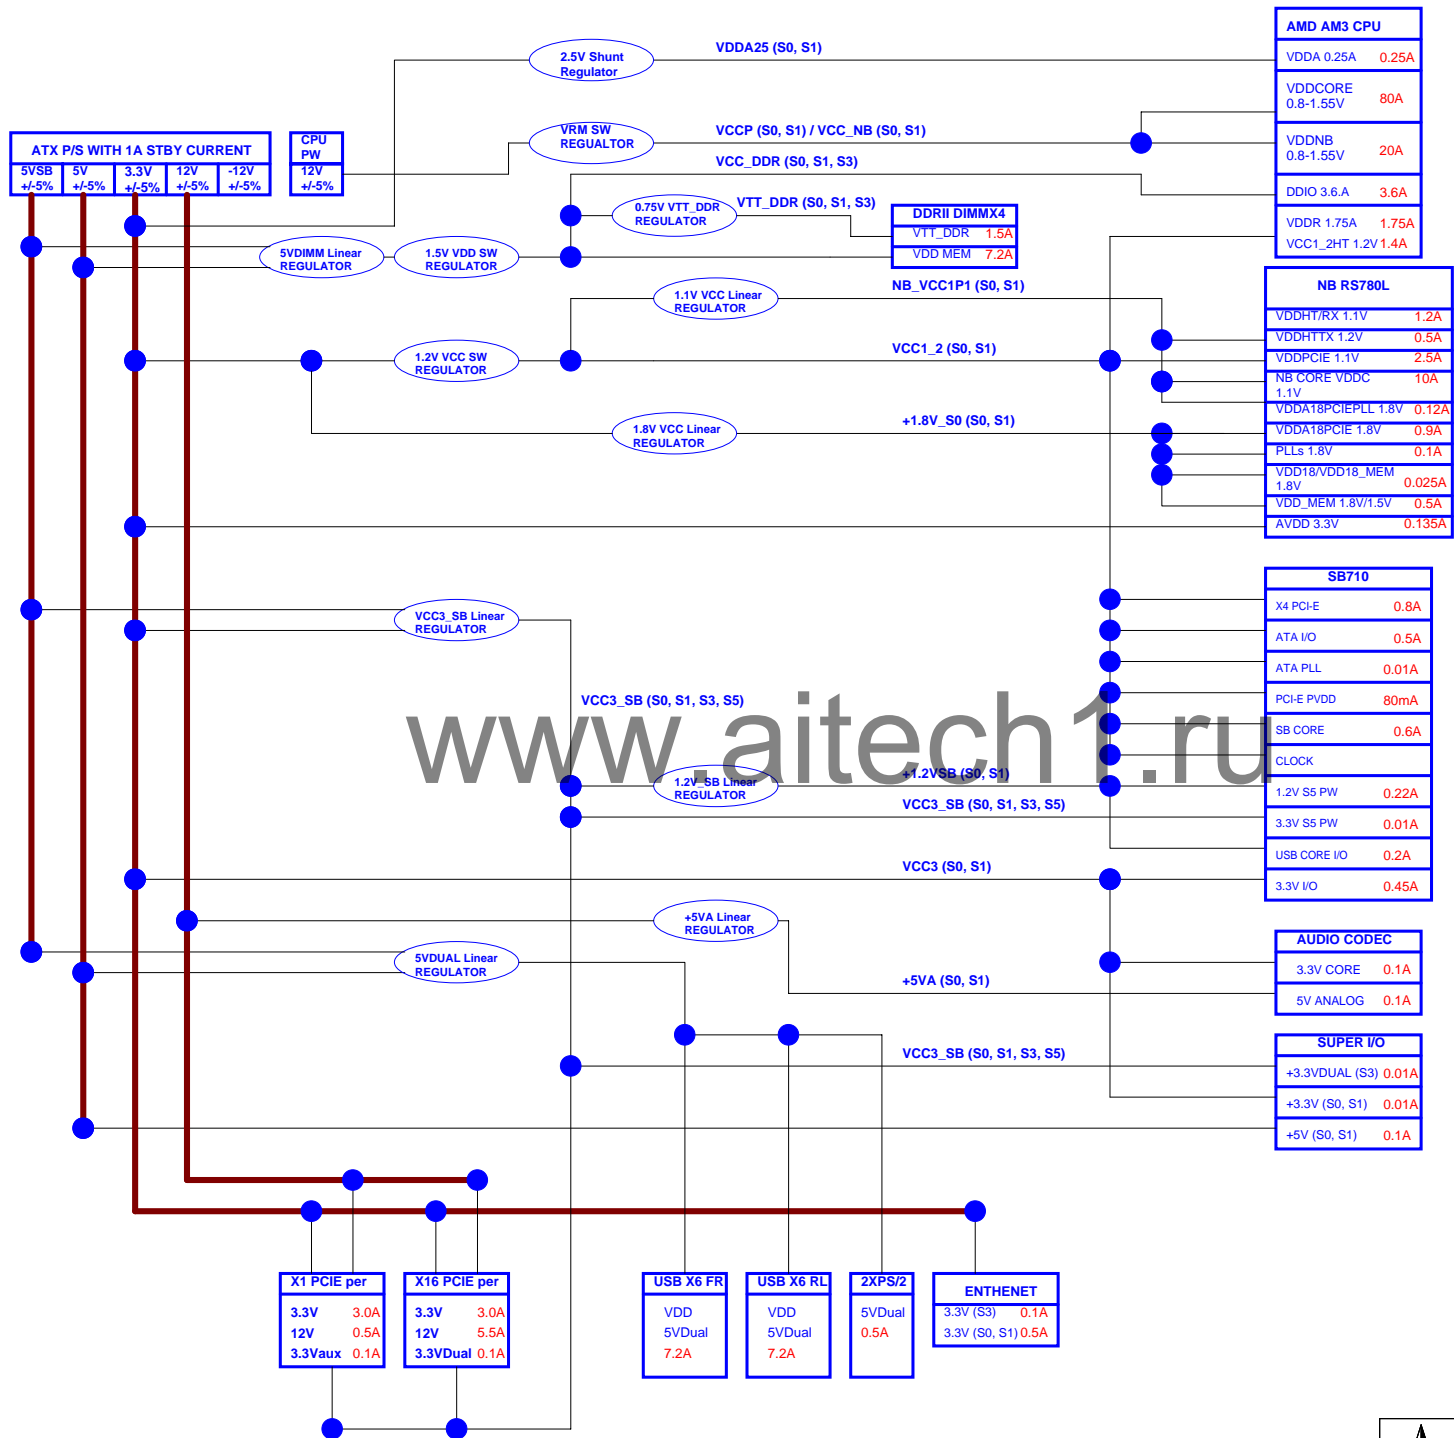 AMD AM3 CPU
VDDA 0.25A 0.25A
VDDCORE
0.8-1.55V 80A
VDDNB
0.8-1.55V 20A
DDIO 3.6.A 3.6A
VDDR 1.75A 1.75A
VCC1_2HT 1.2V 1.4A
2.5V Shunt
Regulator
VDDA25 (S0, S1)
VRM SW
REGUALTOR
VCCP (S0, S1) / VCC_NB (S0, S1)
VCC_DDR (S0, S1, S3)
ATX P/S WITH 1A STBY CURRENT
5VSB
+/-5%
5V
+/-5%
3.3V
+/-5%
12V
+/-5%
-12V
+/-5%
CPU
PW
12V
+/-5%
0.75V VTT_DDR
REGULATOR
VTT_DDR (S0, S1, S3)
DDRII DIMMX4
VTT_DDR 1.5A
VDD MEM 7.2A
5VDIMM Linear
REGULATOR
1.5V VDD SW
REGULATOR
1.1V VCC Linear
REGULATOR
NB_VCC1P1 (S0, S1)
1.2V VCC SW
REGULATOR
VCC1_2 (S0, S1)
1.8V VCC Linear
REGULATOR
+1.8V_S0 (S0, S1)
NB RS780L
VDDHT/RX 1.1V 1.2A
VDDHTTX 1.2V 0.5A
VDDPCIE 1.1V 2.5A
NB CORE VDDC
1.1V 10A
VDDA18PCIEPLL 1.8V 0.12A
VDDA18PCIE 1.8V 0.9A
PLLs 1.8V 0.1A
VDD18/VDD18_MEM
1.8V 0.025A
VDD_MEM 1.8V/1.5V 0.5A
AVDD 3.3V 0.135A
VCC3_SB Linear
REGULATOR
VCC3_SB (S0, S1, S3, S5)
1.2V_SB Linear
REGULATOR
+1.2VSB (S0, S1)
VCC3_SB (S0, S1, S3, S5)
www.aitech1.ru
SB710
X4 PCI-E 0.8A
ATA I/O 0.5A
ATA PLL 0.01A
PCI-E PVDD 80mA
SB CORE 0.6A
CLOCK
1.2V S5 PW 0.22A
3.3V S5 PW 0.01A
USB CORE I/O 0.2A
3.3V I/O 0.45A
VCC3 (S0, S1)
+5VA Linear
REGULATOR
5VDUAL Linear
REGULATOR
+5VA (S0, S1)
AUDIO CODEC
3.3V CORE 0.1A
5V ANALOG 0.1A
VCC3_SB (S0, S1, S3, S5)
SUPER I/O
+3.3VDUAL (S3) 0.01A
+3.3V (S0, S1) 0.01A
+5V (S0, S1) 0.1A
X1 PCIE per
3.3V 3.0A
12V 0.5A
3.3Vaux 0.1A
X16 PCIE per
3.3V 3.0A
12V 5.5A
3.3VDual 0.1A
USB X6 FR
VDD
5VDual
7.2A
USB X6 RL
VDD
5VDual
7.2A
2XPS/2
5VDual
0.5A
ENTHENET
3.3V (S3) 0.1A
3.3V (S0, S1) 0.5A